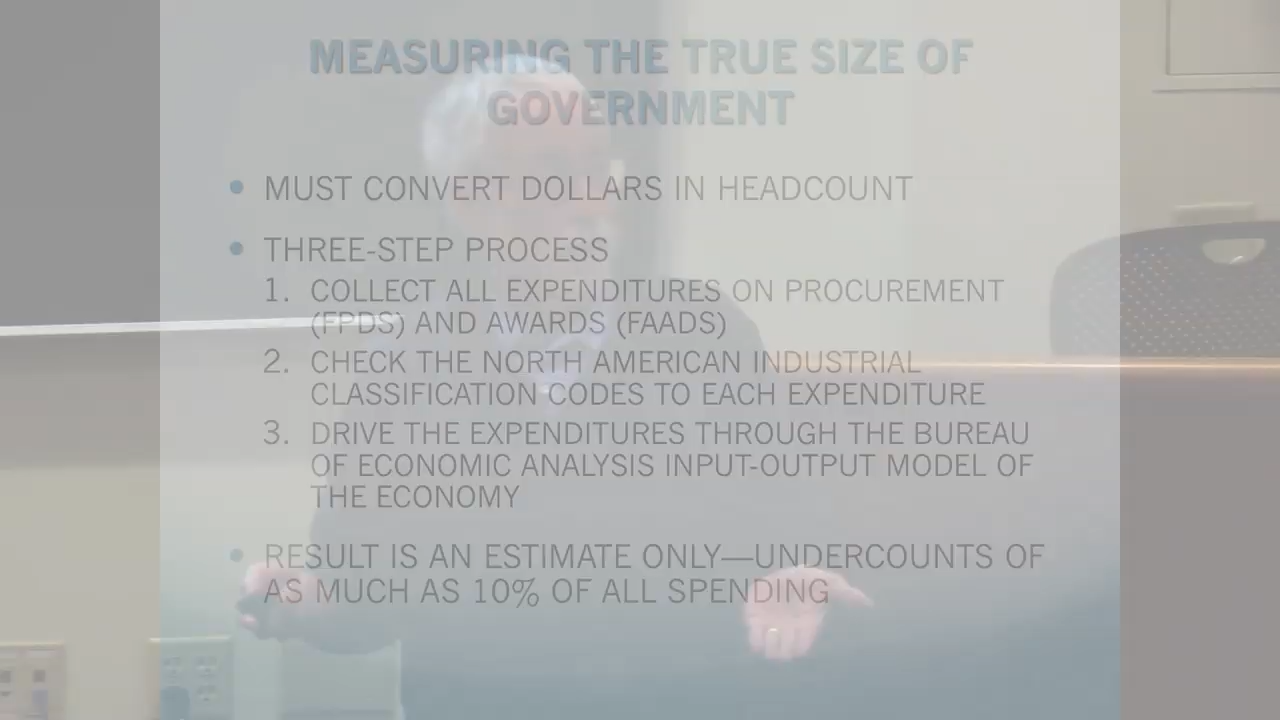 MEASURING THE TRUE SIZE OF
GOVERNMENT
• MUST CONVERT DOLLARS IN HEADCOUNT
• THREE-STEP PROCESS
1. COLLECT ALL EXPENDITURES ON PROCUREMENT
(FPDS) AND AWARDS (FAADS)
2. CHECK THE NORTH AMERICAN INDUSTRIAL
CLASSIFICATION CODES TO EACH EXPENDITURE
3. DRIVE THE EXPENDITURES THROUGH THE BUREAU
OF ECONOMIC ANALYSIS INPUT-OUTPUT MODEL OF
THE ECONOMY
• RESULT IS AN ESTIMATE ONLY—UNDERCOUNTS OF
AS MUCH AS 10% OF ALL SPENDING